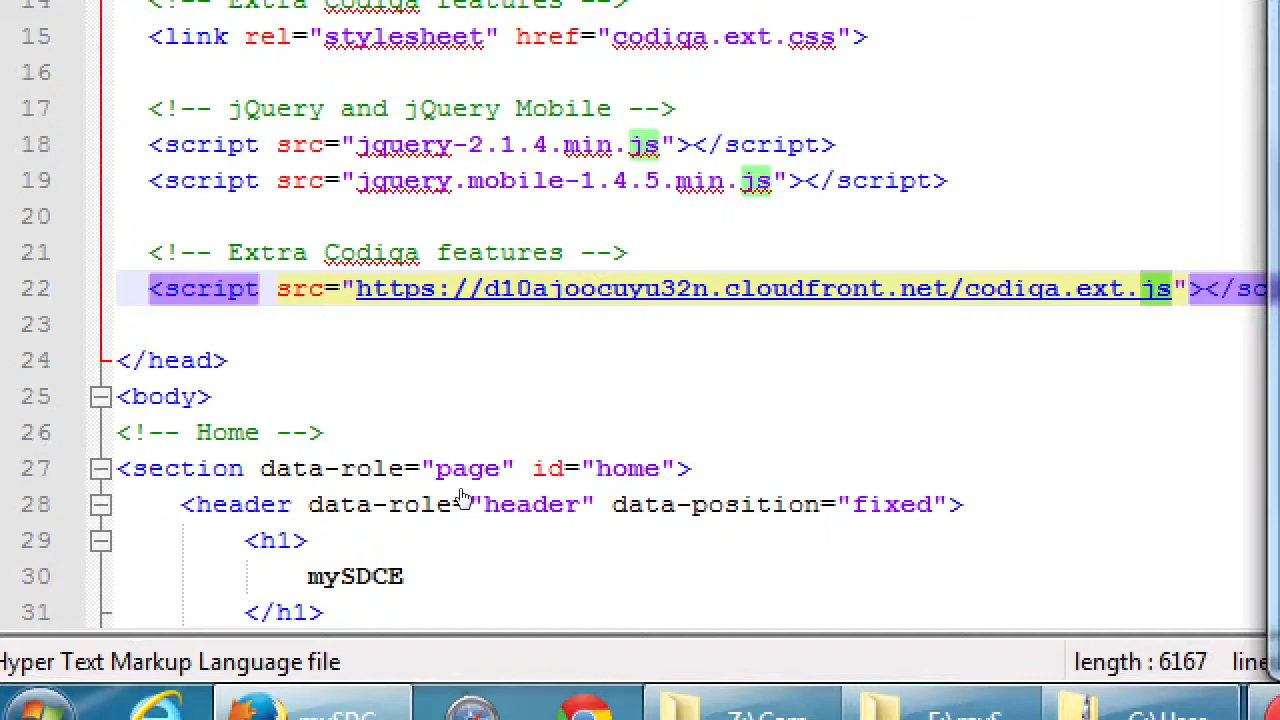 14 <!-- Extra Codiqa features -->
15 <link rel="stylesheet" href="codiqa.ext.css">
16
17 <!-- jQuery and jQuery Mobile -->
18 <script src="jquery-2.1.4.min.js"></script>
19 <script src="jquery.mobile-1.4.5.min.js"></script>
20
21 <!-- Extra Codiqa features -->
22 <script src="https://d10ajoocuyu32n.cloudfront.net/codiqa.ext.js"></sc
23
24 </head>
25 <body>
26 <!-- Home -->
27 <section data-role="page" id="home">
28 <header data-role="header" data-position="fixed">
29 <h1>
30 mySDCE
31 </h1>
Hyper Text Markup Language file length : 6167 line